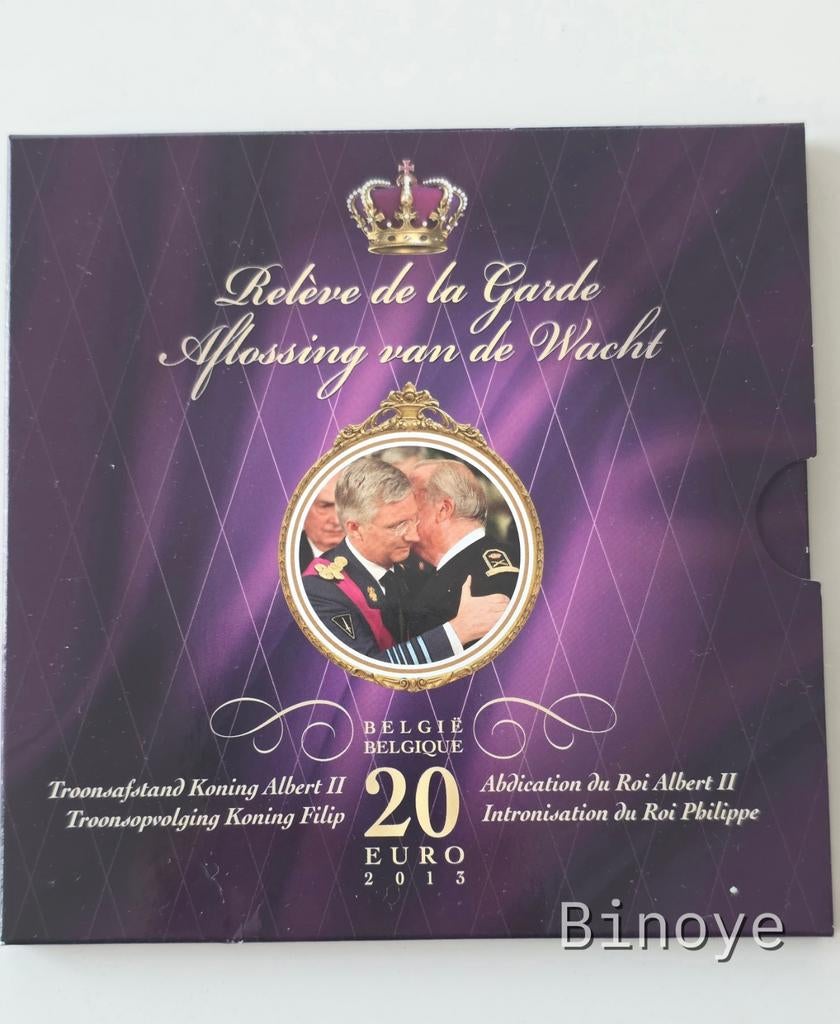 Relève de la Garde
Aflossing van de Wacht
BELGIË
BELGIQUE
Troonsafstand Koning Albert II
Troonsopvolging Koning Filip
20
EURO
2013
Abdication du Roi Albert II
Intronisation du Roi Philippe
Binoye